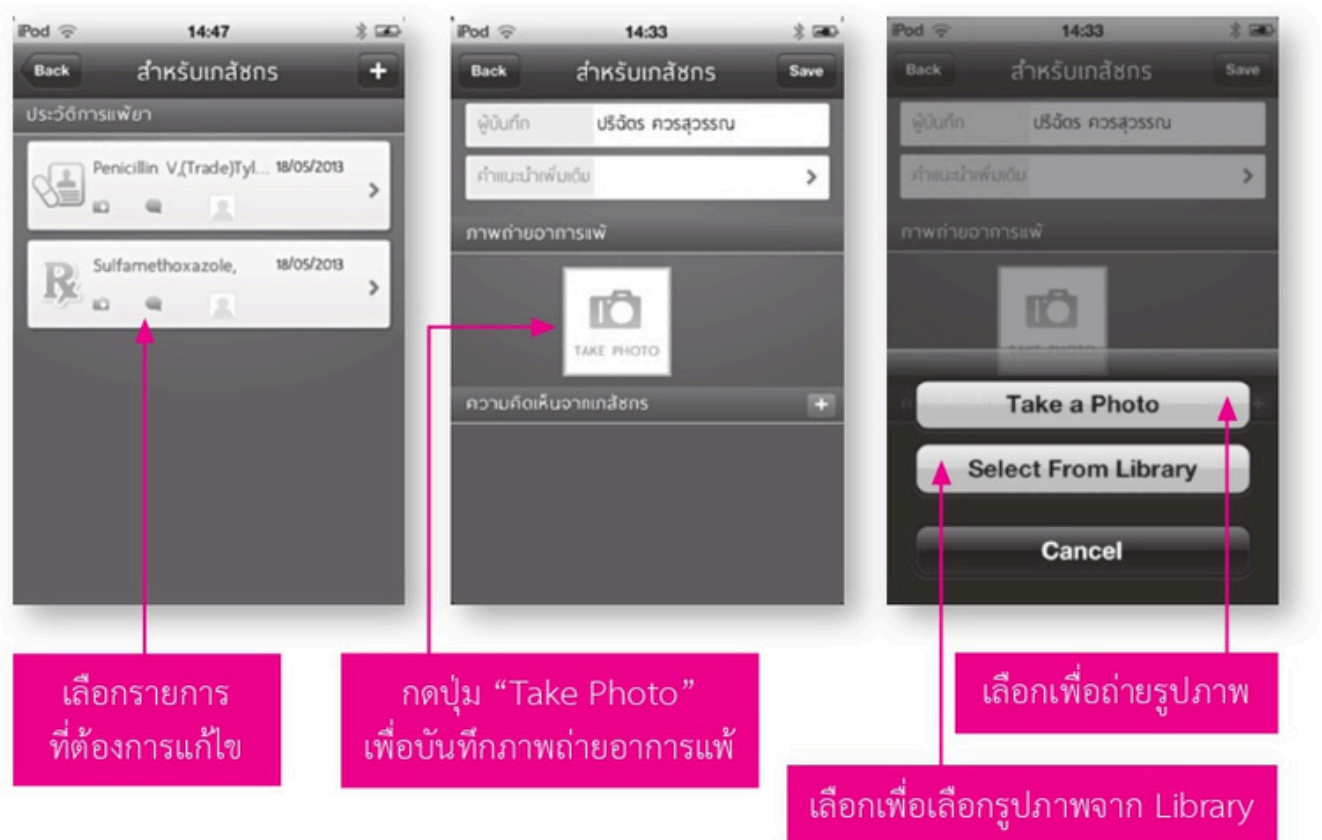 iPod 14:47
Back สำหรับเภสัชกร +
ประวัติการแพ้ยา
Penicillin V,(Trade)Tyl... 18/05/2013
Rx Sulfamethoxazole, 18/05/2013
เลือกรายการ
ที่ต้องการแก้ไข
iPod 14:33
Back สำหรับเภสัชกร Save
ผู้บันทึก ปริฉัตร ควรสุวรรณ
คำแนะนำเพิ่มเติม
ภาพถ่ายอาการแพ้
TAKE PHOTO
ความคิดเห็นจากเภสัชกร +
กดปุ่ม “Take Photo”
เพื่อบันทึกภาพถ่ายอาการแพ้
iPod 14:33
Back สำหรับเภสัชกร Save
ผู้บันทึก ปริฉัตร ควรสุวรรณ
คำแนะนำเพิ่มเติม
ภาพถ่ายอาการแพ้
TAKE PHOTO
Take a Photo
Select From Library
Cancel
เลือกเพื่อถ่ายรูปภาพ
เลือกเพื่อเลือกรูปภาพจาก Library